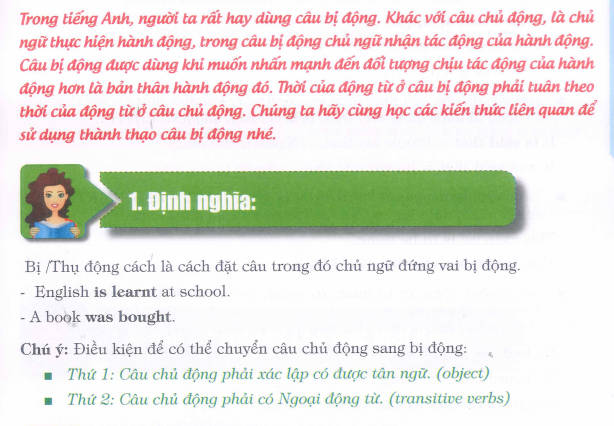 Trong tiếng Anh, người ta rất hay dùng câu bị động. Khác với câu chủ động, là chủ
ngữ thực hiện hành động, trong câu bị động chủ ngữ nhận tác động của hành động.
Câu bị động được dùng khi muốn nhấn mạnh đến đối tượng chịu tác động của hành
động hơn là bản thân hành động đó. Thời của động từ ở câu bị động phải tuân theo
thời của động từ ở câu chủ động. Chúng ta hãy cùng học các kiến thức liên quan để
sử dụng thành thạo câu bị động nhé.
1. Định nghĩa:
Bị /Thụ động cách là cách đặt câu trong đó chủ ngữ đứng vai bị động.
- English is learnt at school.
- A book was bought.
Chú ý: Điều kiện để có thể chuyển câu chủ động sang bị động:
▪ Thứ 1: Câu chủ động phải xác lập có được tân ngữ. (object)
▪ Thứ 2: Câu chủ động phải có Ngoại động từ. (transitive verbs)